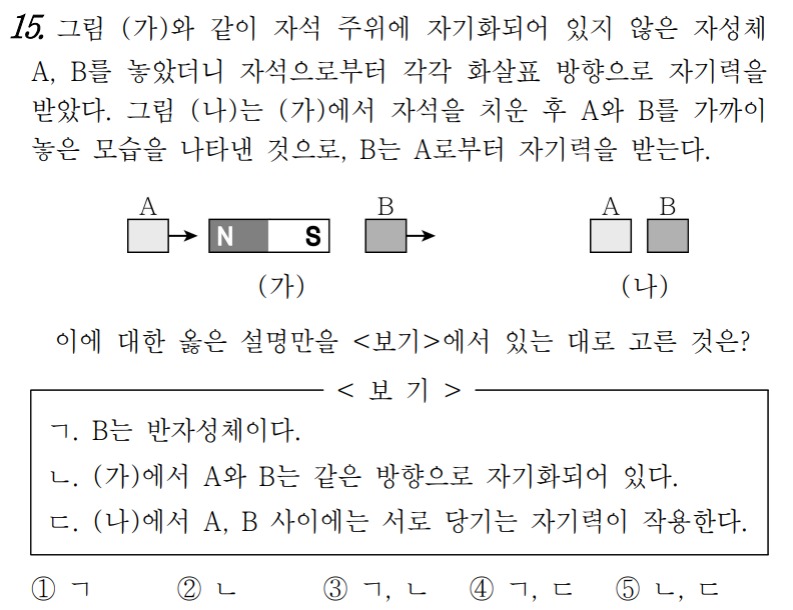 15. 그림 (가)와 같이 자석 주위에 자기화되어 있지 않은 자성체
A, B를 놓았더니 자석으로부터 각각 화살표 방향으로 자기력을
받았다. 그림 (나)는 (가)에서 자석을 치운 후 A와 B를 가까이
놓은 모습을 나타낸 것으로, B는 A로부터 자기력을 받는다.
A B A B
N S
(가) (나)
이에 대한 옳은 설명만을 <보기>에서 있는 대로 고른 것은?
< 보 기 >
ㄱ. B는 반자성체이다.
ㄴ. (가)에서 A와 B는 같은 방향으로 자기화되어 있다.
ㄷ. (나)에서 A, B 사이에는 서로 당기는 자기력이 작용한다.
① ㄱ ② ㄴ ③ ㄱ, ㄴ ④ ㄱ, ㄷ ⑤ ㄴ, ㄷ